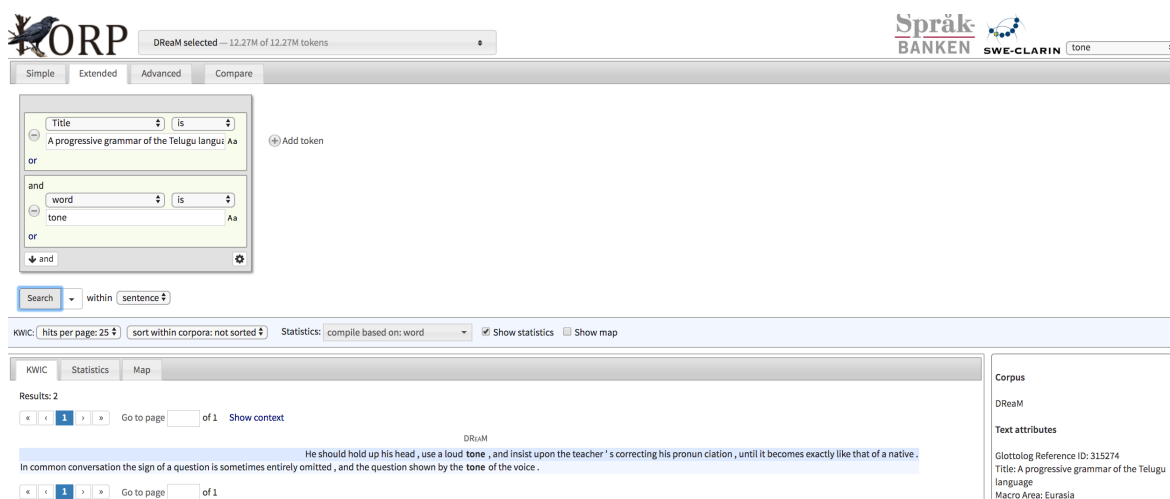 KORP
DReaM selected — 12.27M of 12.27M tokens
Språk-
BANKEN
SWE-CLARIN
tone
Simple Extended Advanced Compare
Title is
A progressive grammar of the Telugu langua Aa
or
Add token
and
word is
tone Aa
or
and
Search within sentence
KWIC: hits per page: 25 sort within corpora: not sorted Statistics: compile based on: word Show statistics Show map
KWIC Statistics Map
Results: 2
« ‹ 1 › » Go to page of 1 Show context
DREAM
He should hold up his head , use a loud tone , and insist upon the teacher ' s correcting his pronun ciation , until it becomes exactly like that of a native .
In common conversation the sign of a question is sometimes entirely omitted , and the question shown by the tone of the voice .
« ‹ 1 › » Go to page of 1
Corpus
DReaM
Text attributes
Glottolog Reference ID: 315274
Title: A progressive grammar of the Telugu
language
Macro Area: Eurasia